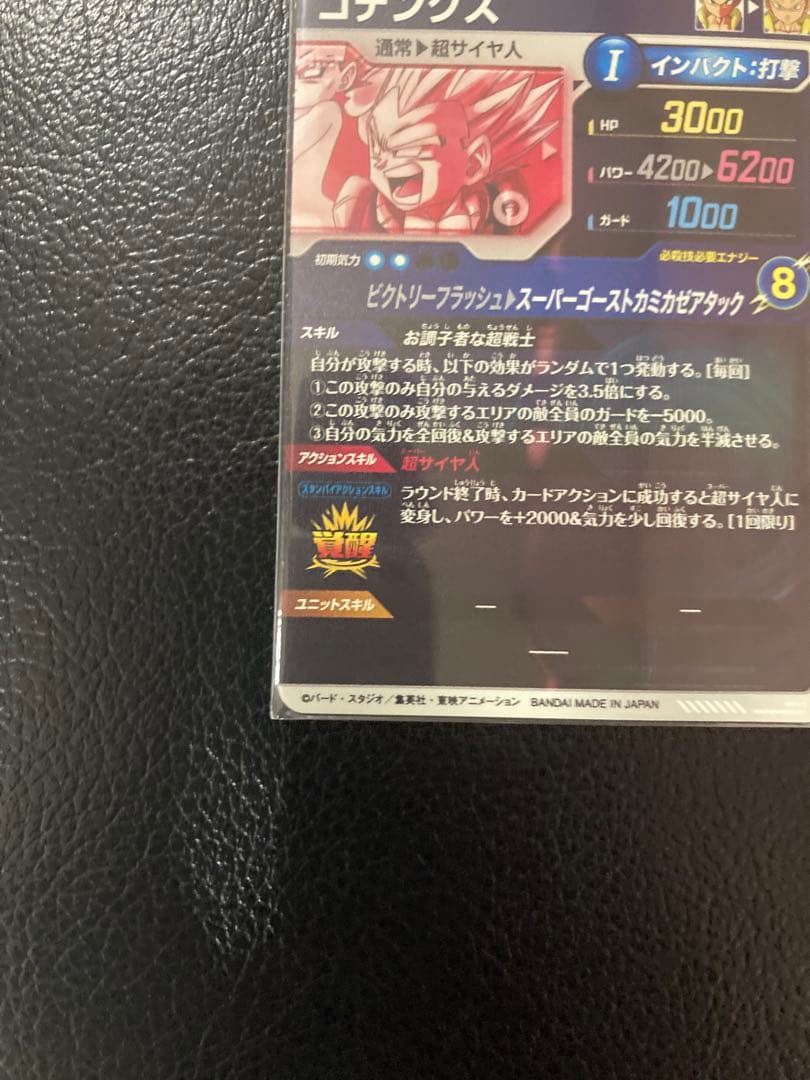 ゴテンクス
通常▶超サイヤ人
I インパクト:打撃
HP 3000
パワー 4200▶6200
ガード 1000
初期気力
必殺技必要エナジー 8
ビクトリーフラッシュ▶スーパーゴーストカミカゼアタック
スキル お調子者な超戦士
自分が攻撃する時、以下の効果がランダムで1つ発動する。[毎回]
①この攻撃のみ自分の与えるダメージを3.5倍にする。
②この攻撃のみ攻撃するエリアの敵全員のガードを-5000。
③自分の気力を全回復&攻撃するエリアの敵全員の気力を半減させる。
アクションスキル 超サイヤ人
スタンバイアクションスキル
覚醒
ラウンド終了時、カードアクションに成功すると超サイヤ人に
変身し、パワーを+2000&気力を少し回復する。[1回限り]
ユニットスキル — —
—
©バード・スタジオ/集英社・東映アニメーション BANDAI MADE IN JAPAN